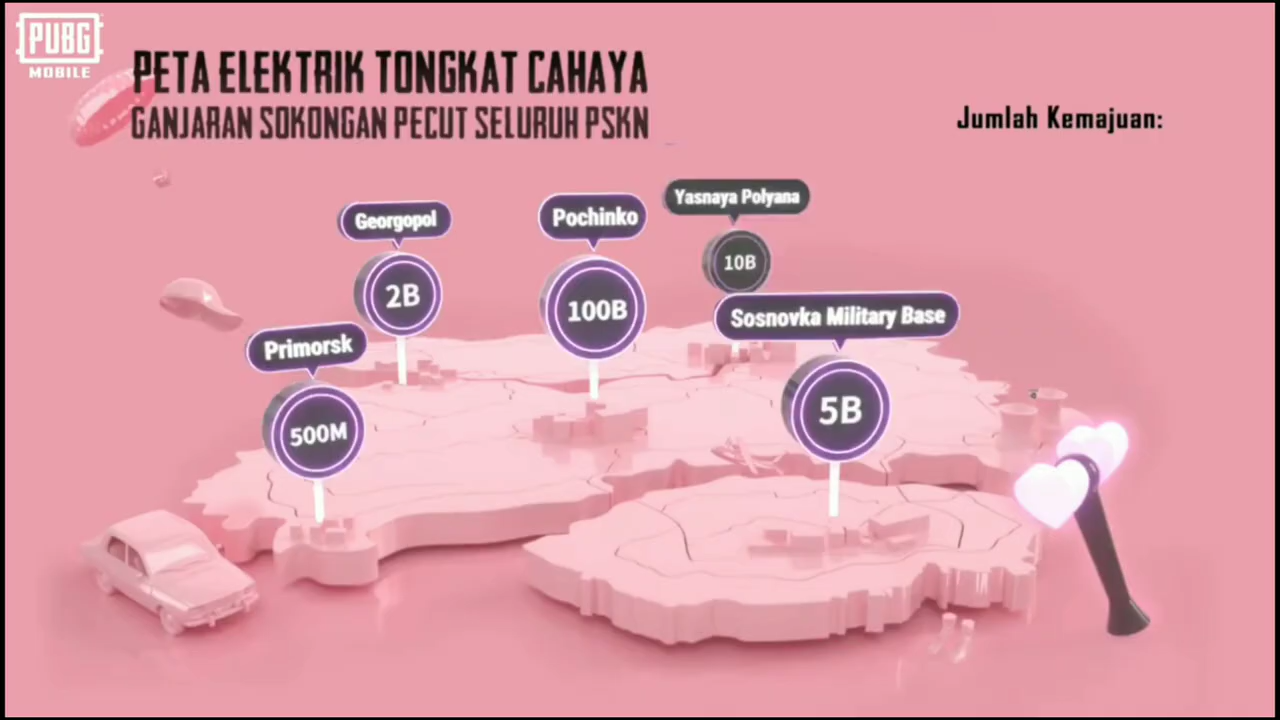 PUBG
MOBILE
PETA ELEKTRIK TONGKAT CAHAYA
GANJARAN SOKONGAN PECUT SELURUH PSKN
Jumlah Kemajuan:
Yasnaya Polyana
10B
Georgopol
2B
Pochinko
100B
Sosnovka Military Base
5B
Primorsk
500M